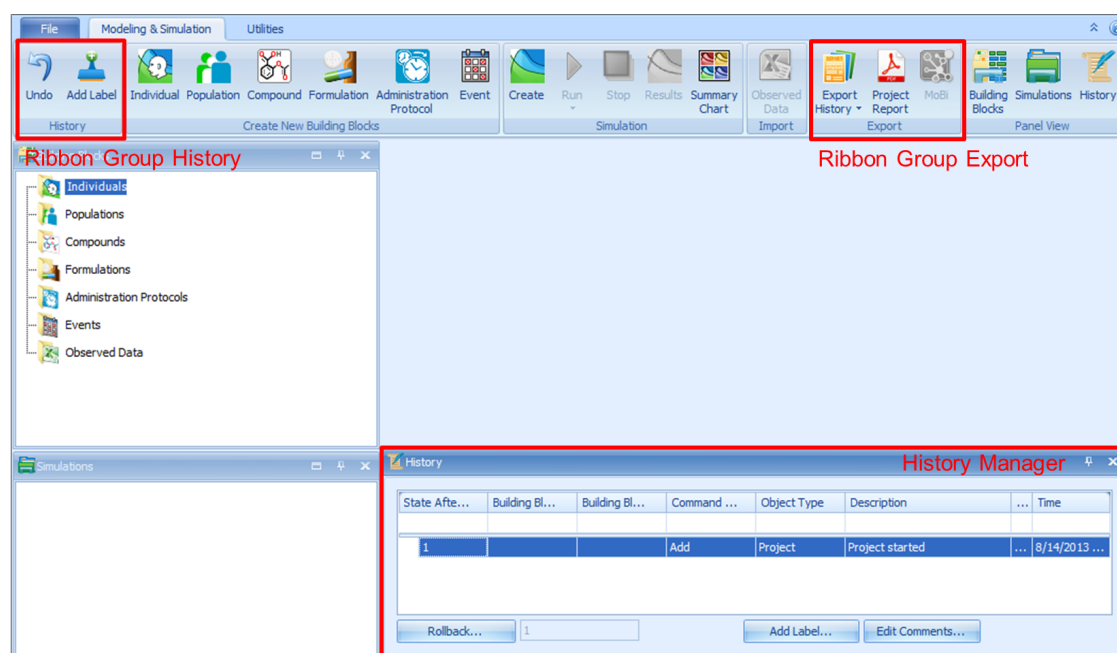 File Modeling & Simulation Utilities
Undo Add Label Individual Population Compound Formulation Administration Protocol Event Create Run Stop Results Summary Chart Observed Data Export History Project Report MoBi Building Blocks Simulations History
History Create New Building Blocks Simulation Import Export Panel View
Ribbon Group History
Ribbon Group Export
Individuals
Populations
Compounds
Formulations
Administration Protocols
Events
Observed Data
Simulations
History
History Manager
State Afte... Building Bl... Building Bl... Command ... Object Type Description ... Time
1 Add Project Project started ... 8/14/2013 ...
Rollback... 1 Add Label... Edit Comments...